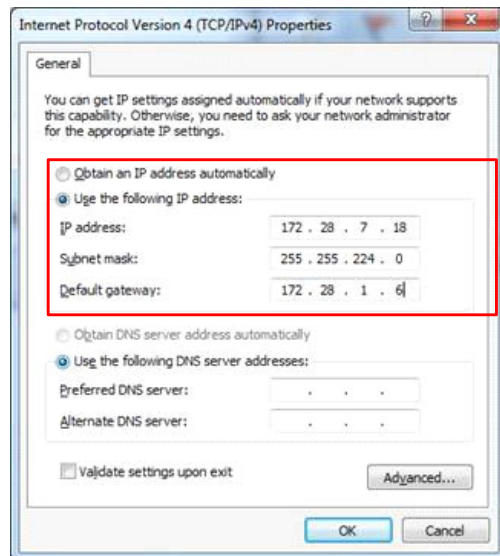 Internet Protocol Version 4 (TCP/IPv4) Properties
General
You can get IP settings assigned automatically if your network supports
this capability. Otherwise, you need to ask your network administrator
for the appropriate IP settings.
Obtain an IP address automatically
Use the following IP address:
IP address: 172 . 28 . 7 . 18
Subnet mask: 255 . 255 . 224 . 0
Default gateway: 172 . 28 . 1 . 6
Obtain DNS server address automatically
Use the following DNS server addresses:
Preferred DNS server: . . .
Alternate DNS server: . . .
Validate settings upon exit
Advanced...
OK Cancel